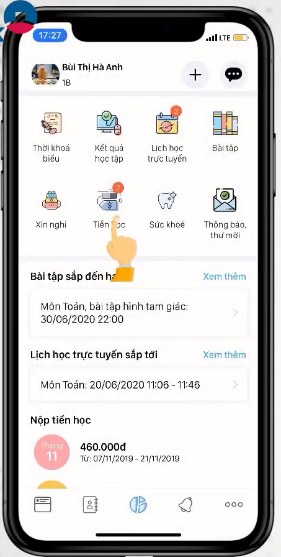 17:27
LTE
Bùi Thị Hà Anh
1B
Thời khoá biểu
Kết quả học tập
2
Lịch học trực tuyến
Bài tập
Xin nghỉ
2
Tiền học
Sức khoẻ
Thông báo, thư mời
Bài tập sắp đến hạ
Xem thêm
Môn Toán, bài tập hình tam giác:
30/06/2020 22:00
Lịch học trực tuyến sắp tới
Xem thêm
Môn Toán: 20/06/2020 11:06 - 11:46
Nộp tiền học
Tháng
11
460.000đ
Từ: 07/11/2019 - 21/11/2019